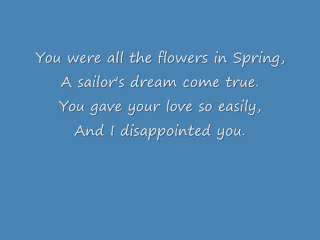 You were all the flowers in Spring,
A sailor's dream come true.
You gave your love so easily,
And I disappointed you.